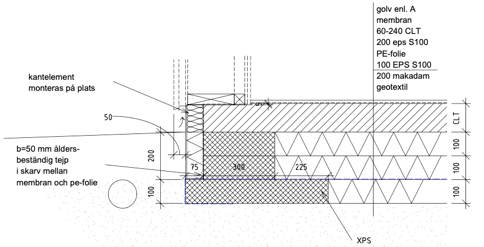 golv enl. A
membran
60-240 CLT
200 eps S100
PE-folie
100 EPS S100
200 makadam
geotextil
kantelement
monteras på plats
50
CLT
b=50 mm ålders-
beständig tejp
i skarv mellan
membran och pe-folie
200
100
75
300
225
100
100
100
XPS